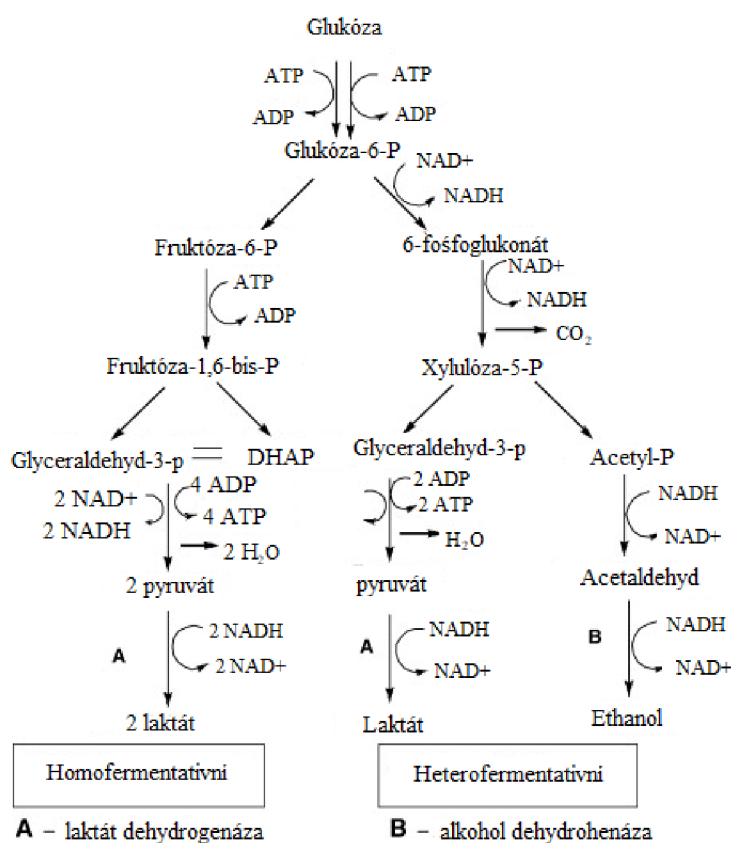 Glukóza
ATP
ATP
ADP
ADP
Glukóza-6-P
NAD+
NADH
Fruktóza-6-P
6-fosfoglukonát
ATP
NAD+
ADP
NADH
CO₂
Fruktóza-1,6-bis-P
Xylulóza-5-P
Glyceraldehyd-3-p
DHAP
Glyceraldehyd-3-p
Acetyl-P
2 NAD+
4 ADP
2 ADP
NADH
2 NADH
4 ATP
2 ATP
NAD+
2 H₂O
H₂O
2 pyruvát
pyruvát
Acetaldehyd
A
2 NADH
A
NADH
B
NADH
2 NAD+
NAD+
NAD+
2 laktát
Laktát
Ethanol
Homofermentativní
Heterofermentativní
A – laktát dehydrogenáza
B – alkohol dehydrohenáza